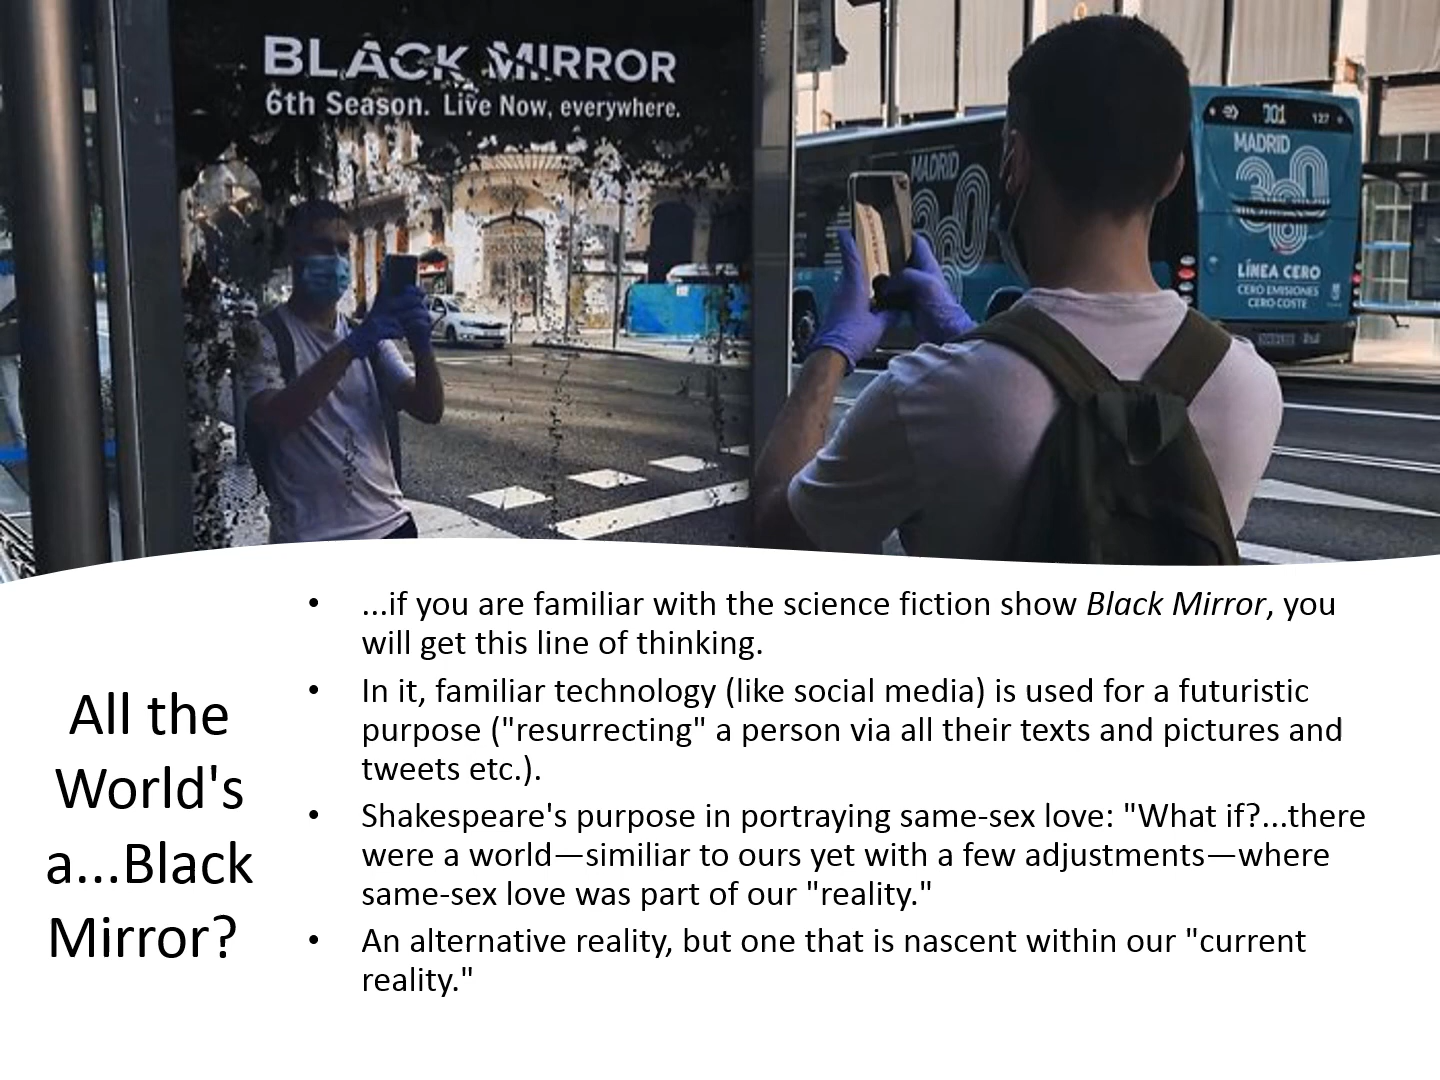 BLACK MIRROR
6th Season. Live Now, everywhere.
001
127
MADRID
MADRID
LÍNEA CERO
CERO EMISIONES
CERO COSTE
All the
World's
a...Black
Mirror?
• ...if you are familiar with the science fiction show Black Mirror, you
will get this line of thinking.
• In it, familiar technology (like social media) is used for a futuristic
purpose ("resurrecting" a person via all their texts and pictures and
tweets etc.).
• Shakespeare's purpose in portraying same-sex love: "What if?...there
were a world—similiar to ours yet with a few adjustments—where
same-sex love was part of our "reality."
• An alternative reality, but one that is nascent within our "current
reality."